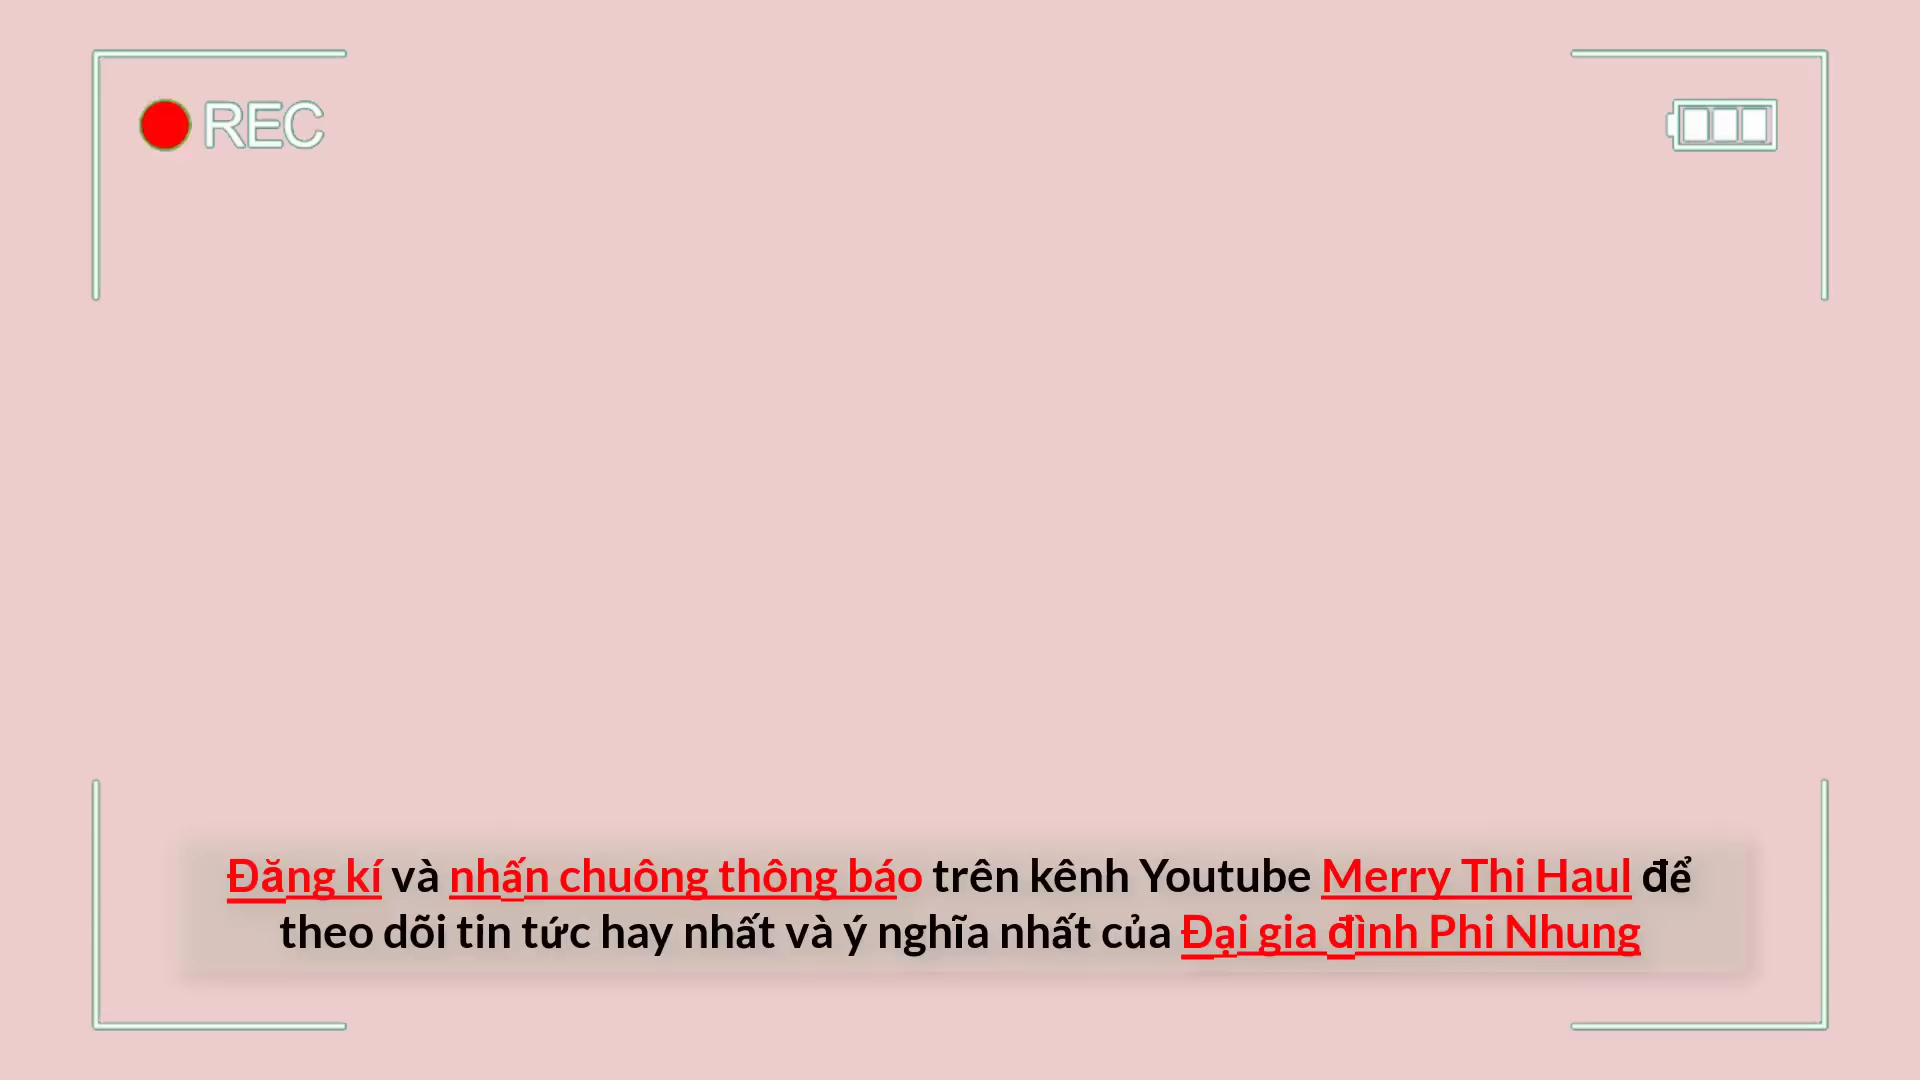 REC
Đăng kí và nhấn chuông thông báo trên kênh Youtube Merry Thi Haul để
theo dõi tin tức hay nhất và ý nghĩa nhất của Đại gia đình Phi Nhung